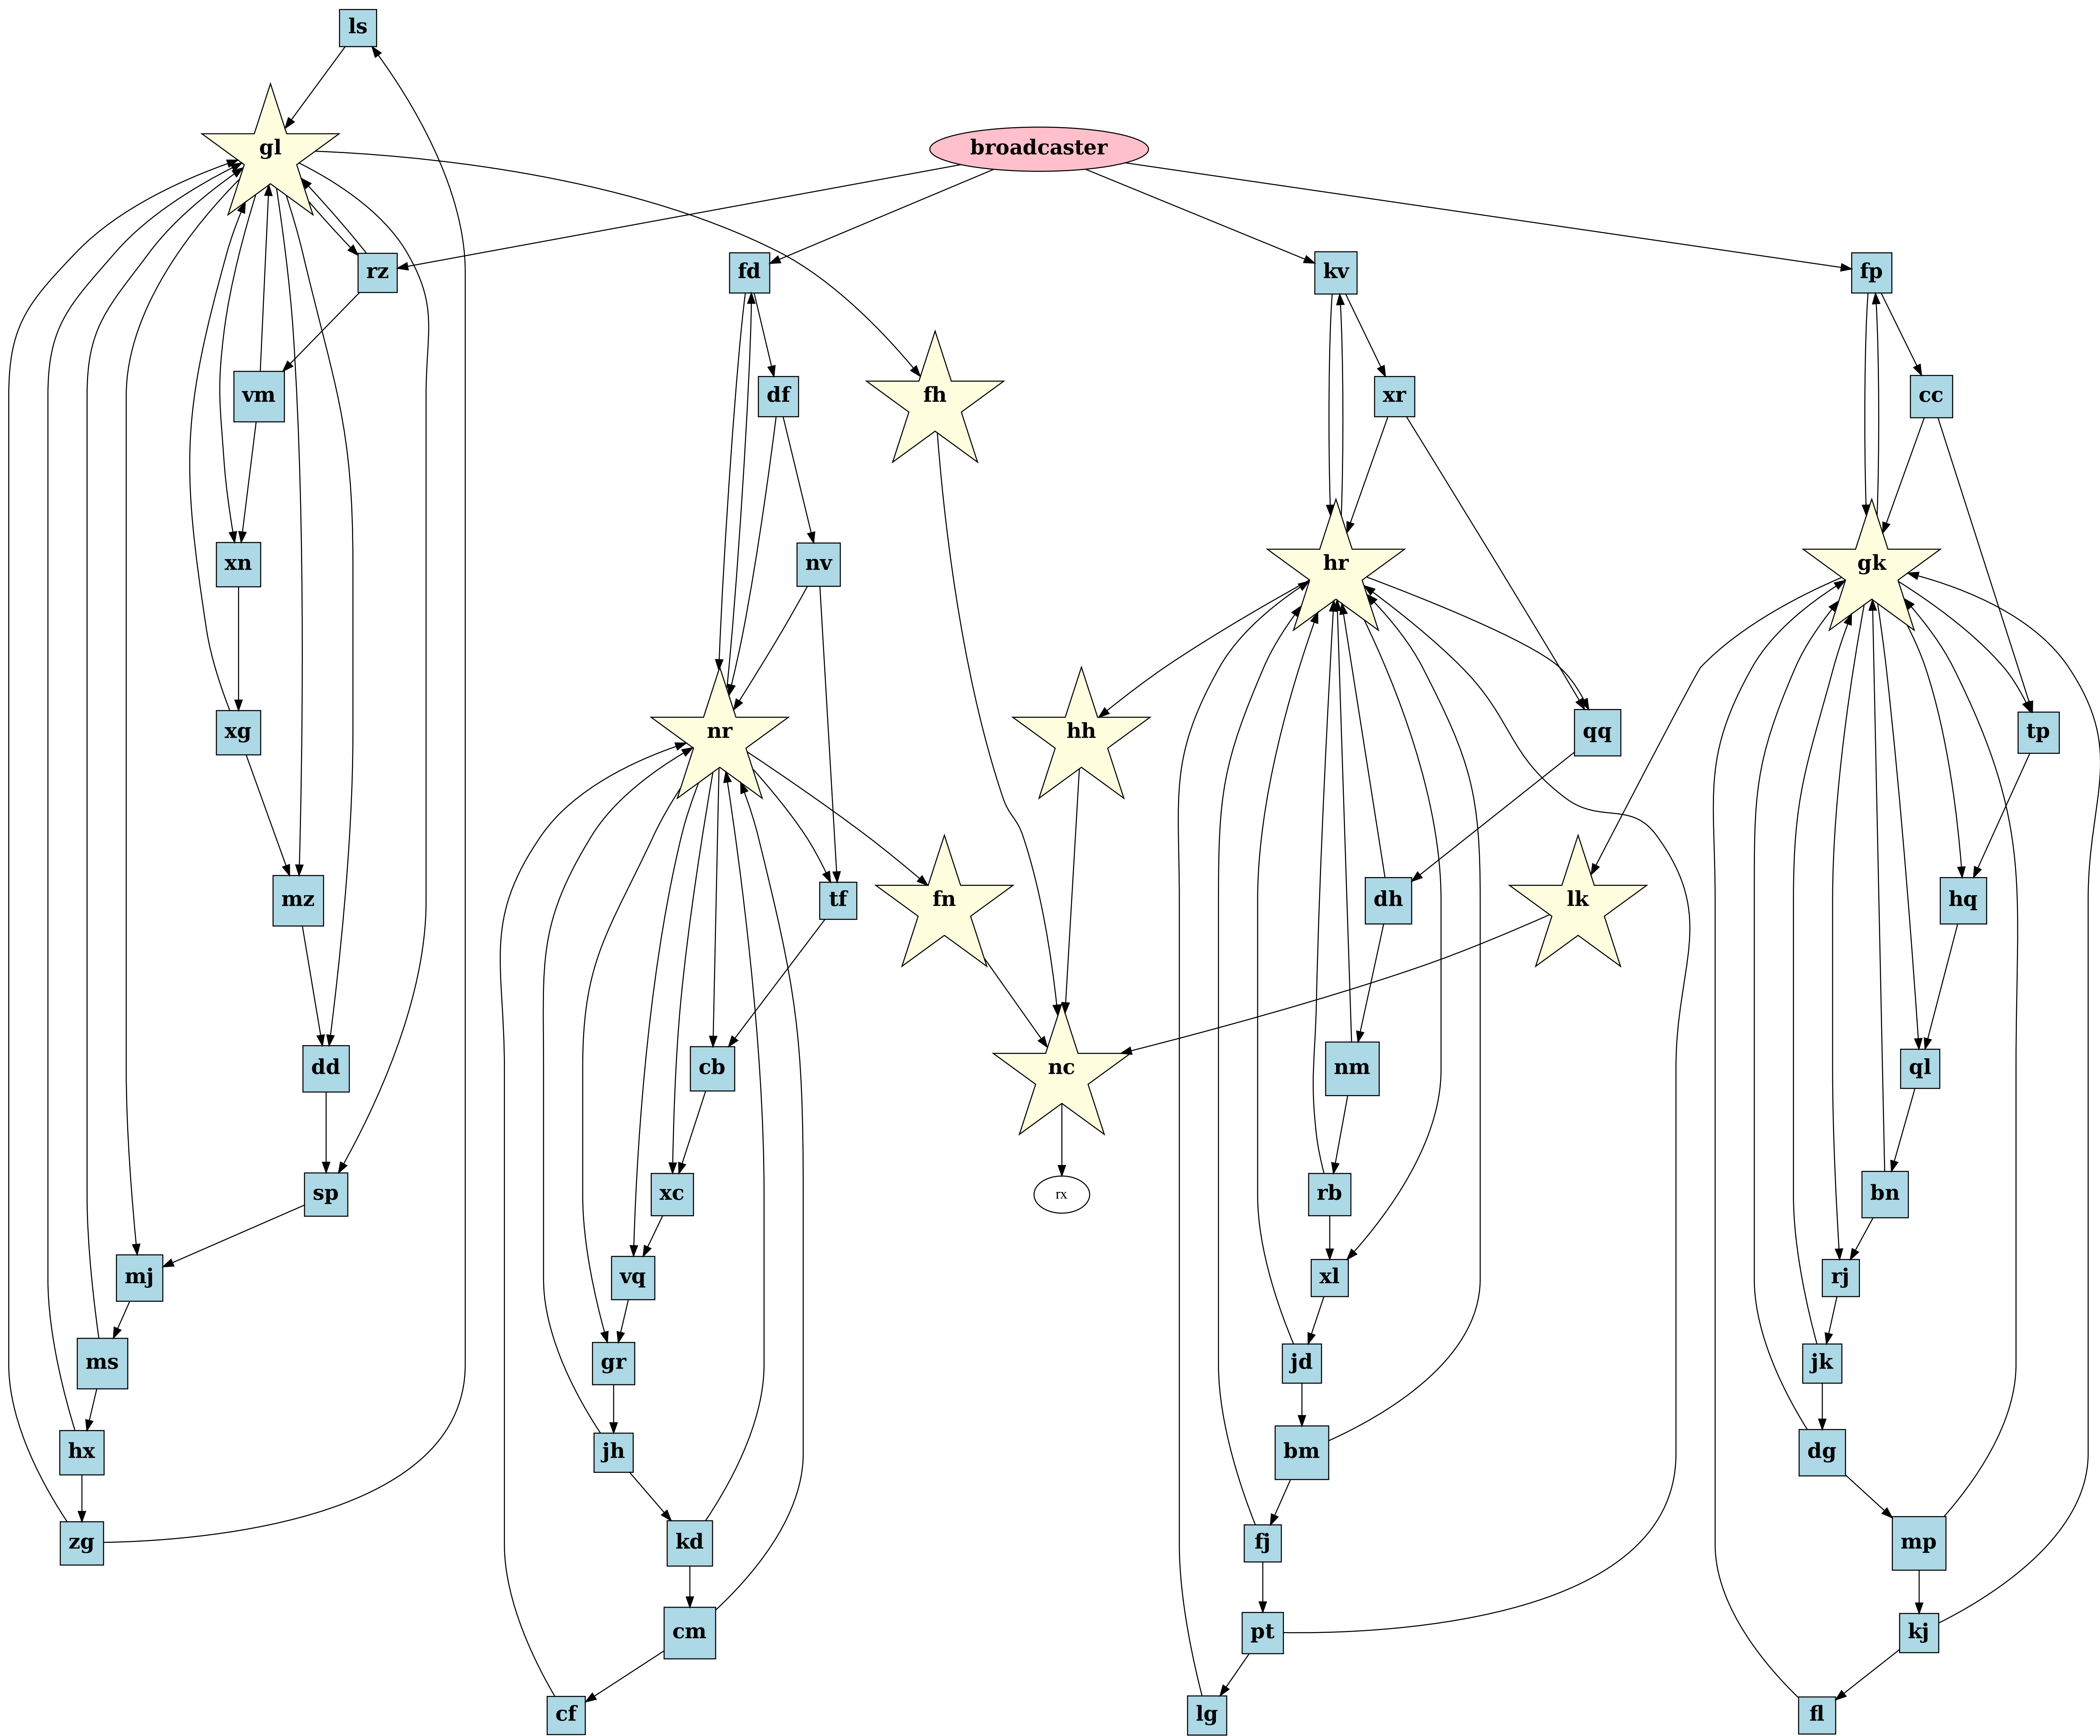 ls
gl
broadcaster
rz
fd
kv
fp
vm
df
fh
xr
cc
xn
nv
hr
gk
xg
nr
hh
qq
tp
mz
tf
fn
dh
lk
hq
dd
cb
nc
nm
ql
sp
xc
rx
rb
bn
mj
vq
xl
rj
ms
gr
jd
jk
hx
jh
bm
dg
zg
kd
fj
mp
cm
pt
kj
cf
lg
fl